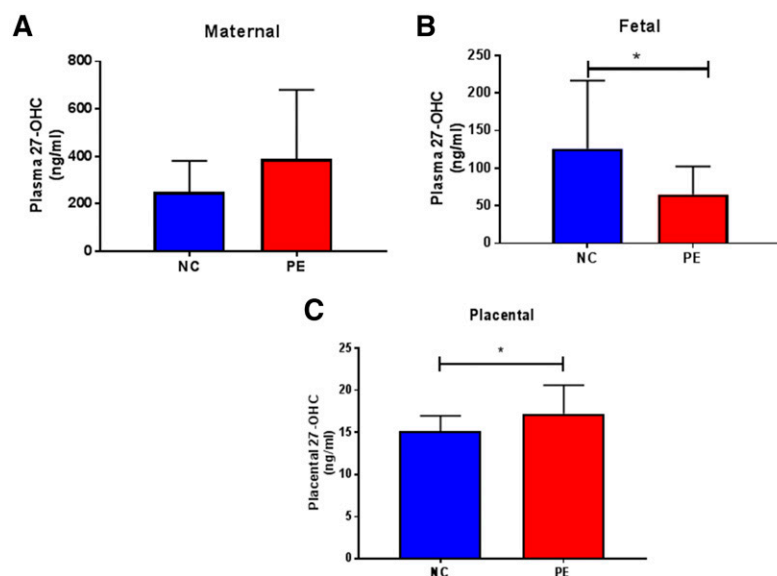 A
Maternal
Plasma 27-OHC
(ng/ml)
800
600
400
200
0
NC PE
B
Fetal
*
Plasma 27-OHC
(ng/ml)
250
200
150
100
50
0
NC PE
C
Placental
*
Placental 27-OHC
(ng/ml)
25
20
15
10
5
0
NC PE